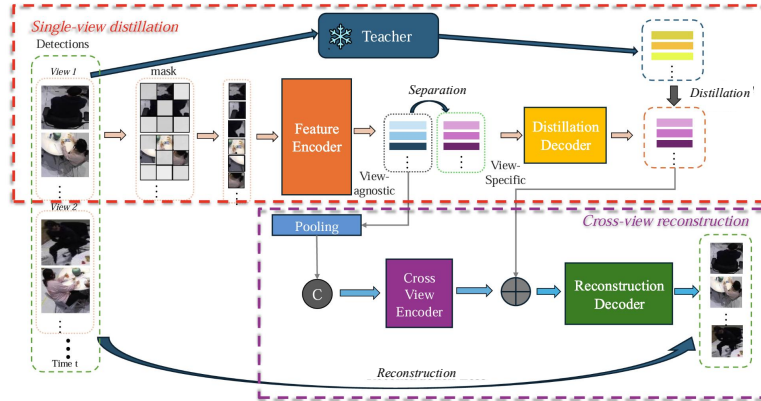 Single-view distillation
Detections
Teacher
View 1
mask
Separation
Distillation
Feature
Encoder
Distillation
Decoder
View-
agnostic
View-
Specific
View 2
Cross-view reconstruction
Pooling
C
Cross
View
Encoder
Reconstruction
Decoder
Time t
Reconstruction